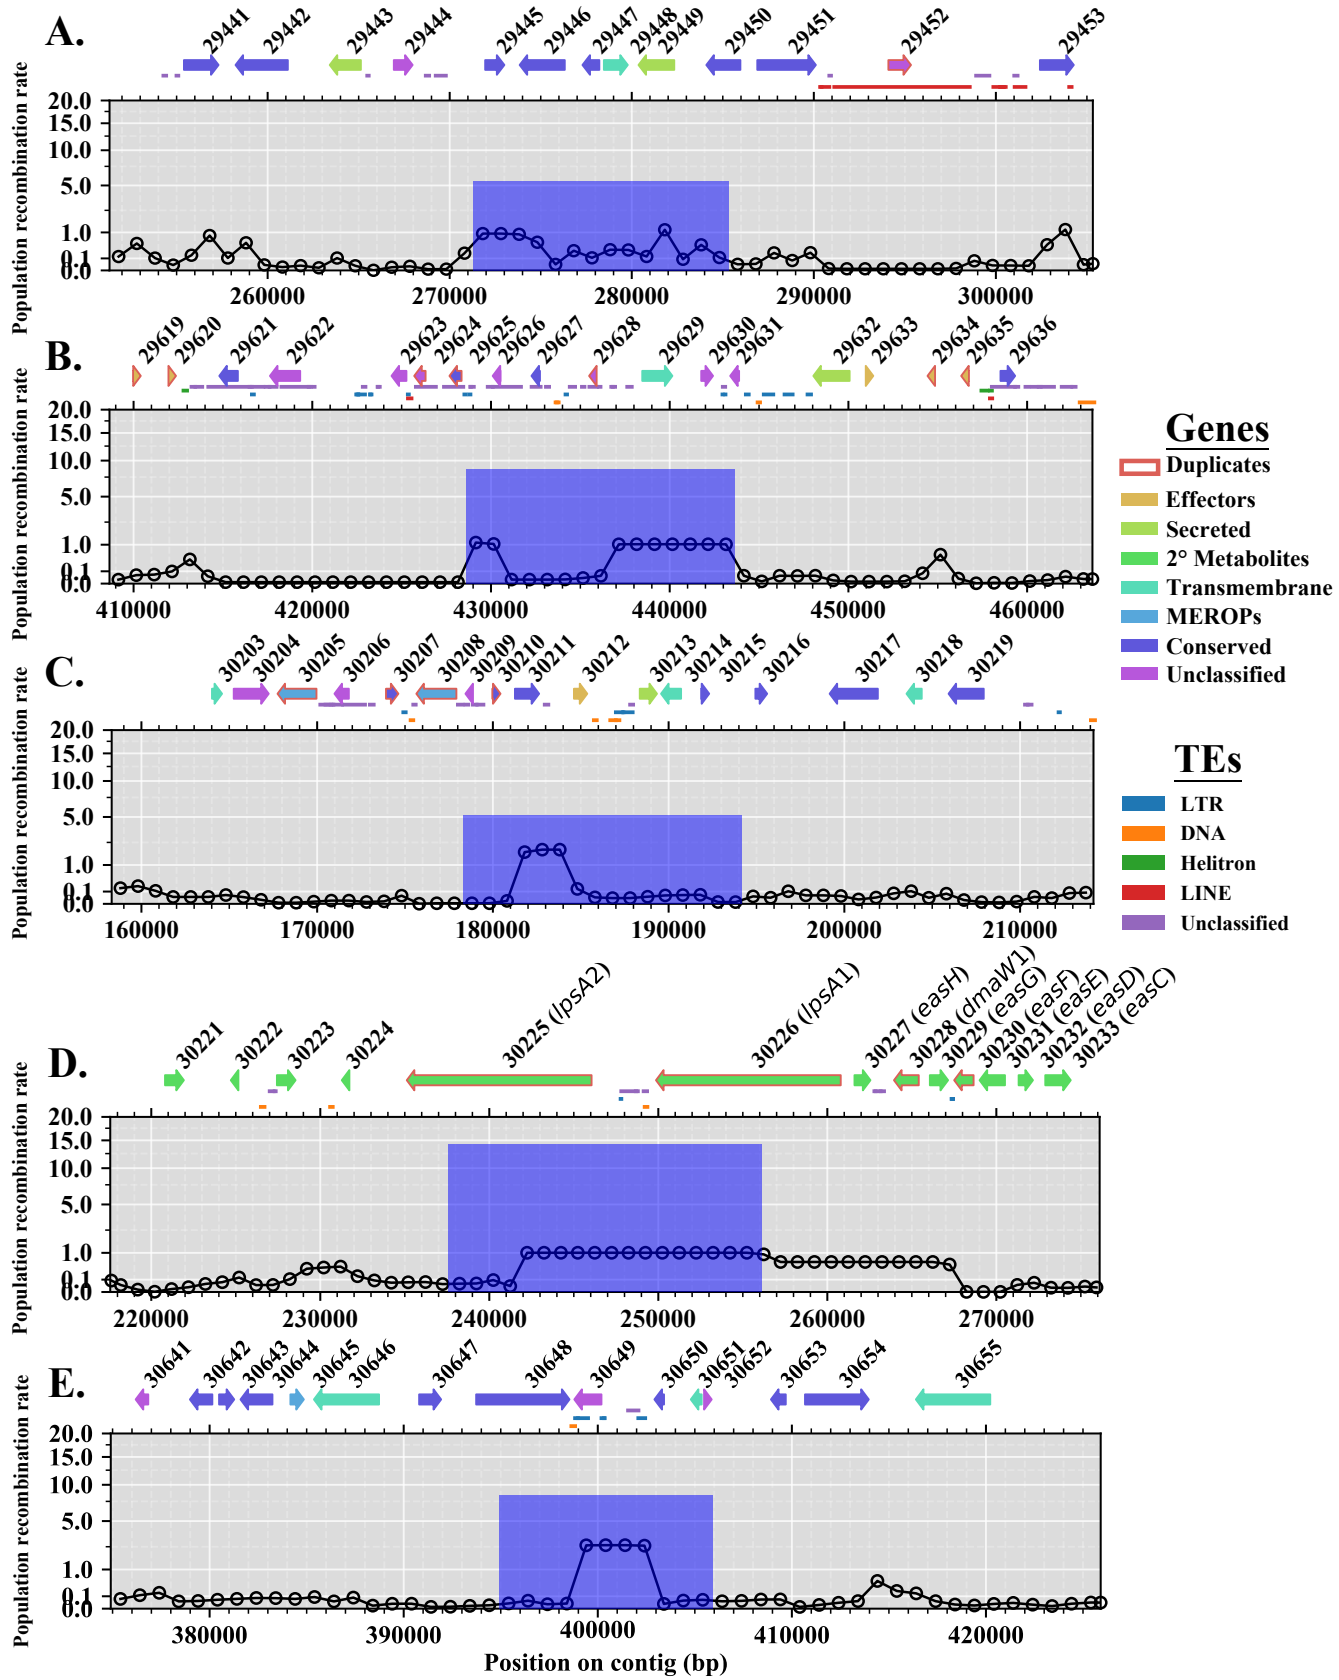 A.
29441 29442 29443 29444 29445 29446 29447 29448 29449 29450 29451 29452 29453
Population recombination rate
20.0
15.0
10.0
5.0
1.0
0.1
0.0
260000 270000 280000 290000 300000
B.
29619 29620 29621 29622 29623 29624 29625 29626 29627 29628 29629 29630 29631 29632 29633 29634 29635 29636
Population recombination rate
20.0
15.0
10.0
5.0
1.0
0.1
0.0
410000 420000 430000 440000 450000 460000
Genes
Duplicates
Effectors
Secreted
2° Metabolites
Transmembrane
MEROPs
Conserved
Unclassified
C.
30203 30204 30205 30206 30207 30208 30209 30210 30211 30212 30213 30214 30215 30216 30217 30218 30219
Population recombination rate
20.0
15.0
10.0
5.0
1.0
0.1
0.0
160000 170000 180000 190000 200000 210000
TEs
LTR
DNA
Helitron
LINE
Unclassified
D.
30221 30222 30223 30224 30225 (lpsA2) 30226 (lpsA1) 30227 (easH) 30228 (dmaW1) 30229 (easG) 30230 (easF) 30231 (easE) 30232 (easD) 30233 (easC)
Population recombination rate
20.0
15.0
10.0
5.0
1.0
0.1
0.0
220000 230000 240000 250000 260000 270000
E.
30641 30642 30643 30644 30645 30646 30647 30648 30649 30650 30651 30652 30653 30654 30655
Population recombination rate
20.0
15.0
10.0
5.0
1.0
0.1
0.0
380000 390000 400000 410000 420000
Position on contig (bp)